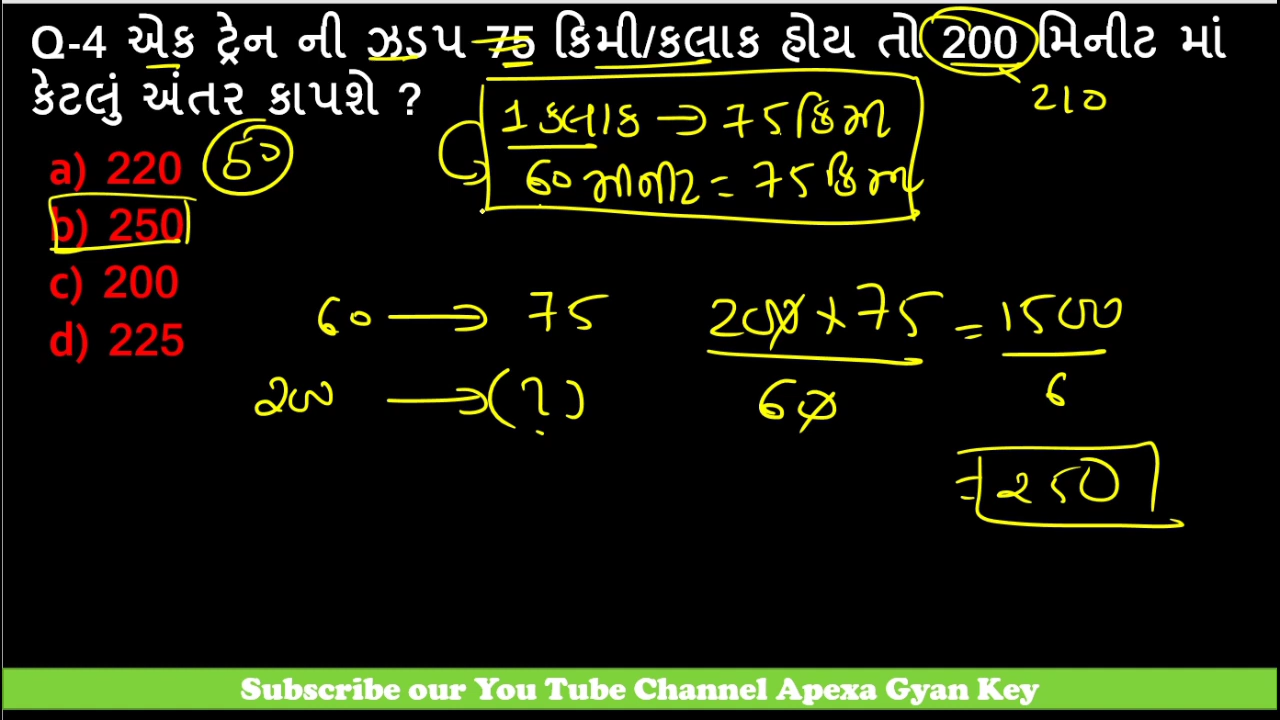 Q-4 એક ટ્રેન ની ઝડપ 75 કિમી/કલાક હોય તો 200 મિનીટ માં
કેટલું અંતર કાપશે ?
210
1 કલાક → 75 કિમી
60 મીનીટ = 75 કિમી
a) 220
b) 250
c) 200
d) 225
60 → 75
200 → (?)
200 × 75
60
= 1500
6
= 250
Subscribe our You Tube Channel Apexa Gyan Key